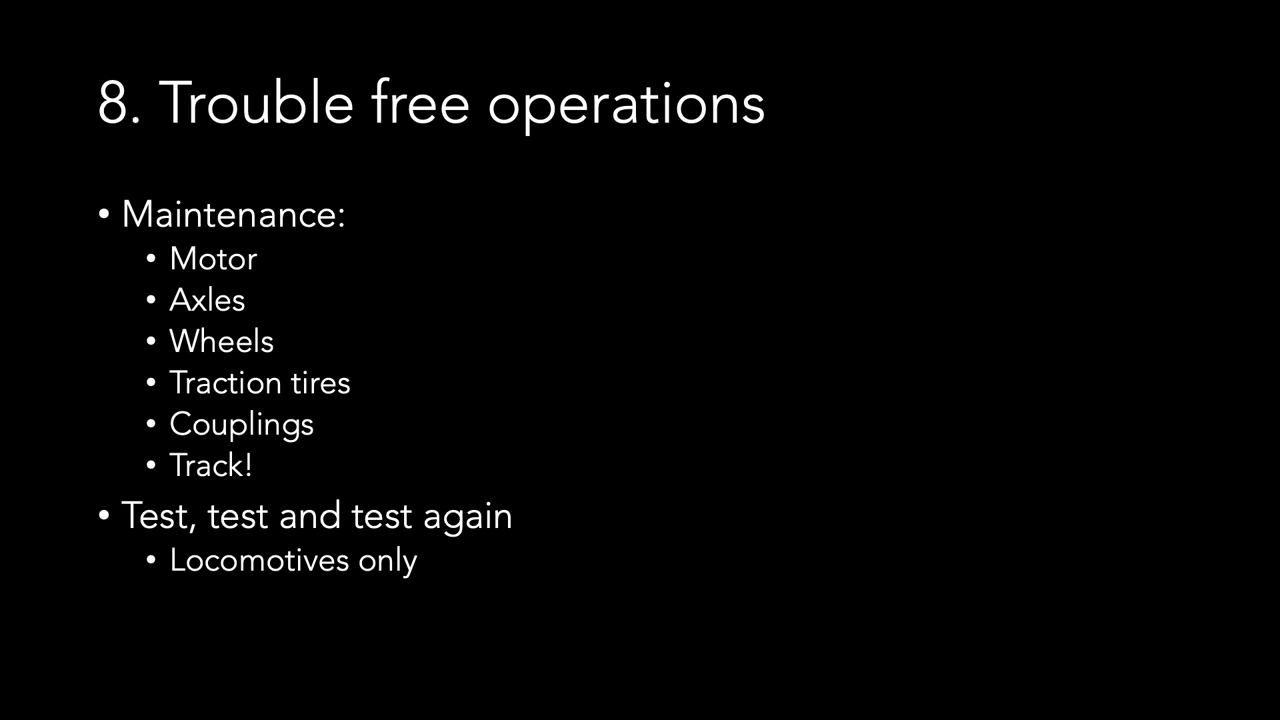 8. Trouble free operations
• Maintenance:
• Motor
• Axles
• Wheels
• Traction tires
• Couplings
• Track!
• Test, test and test again
• Locomotives only